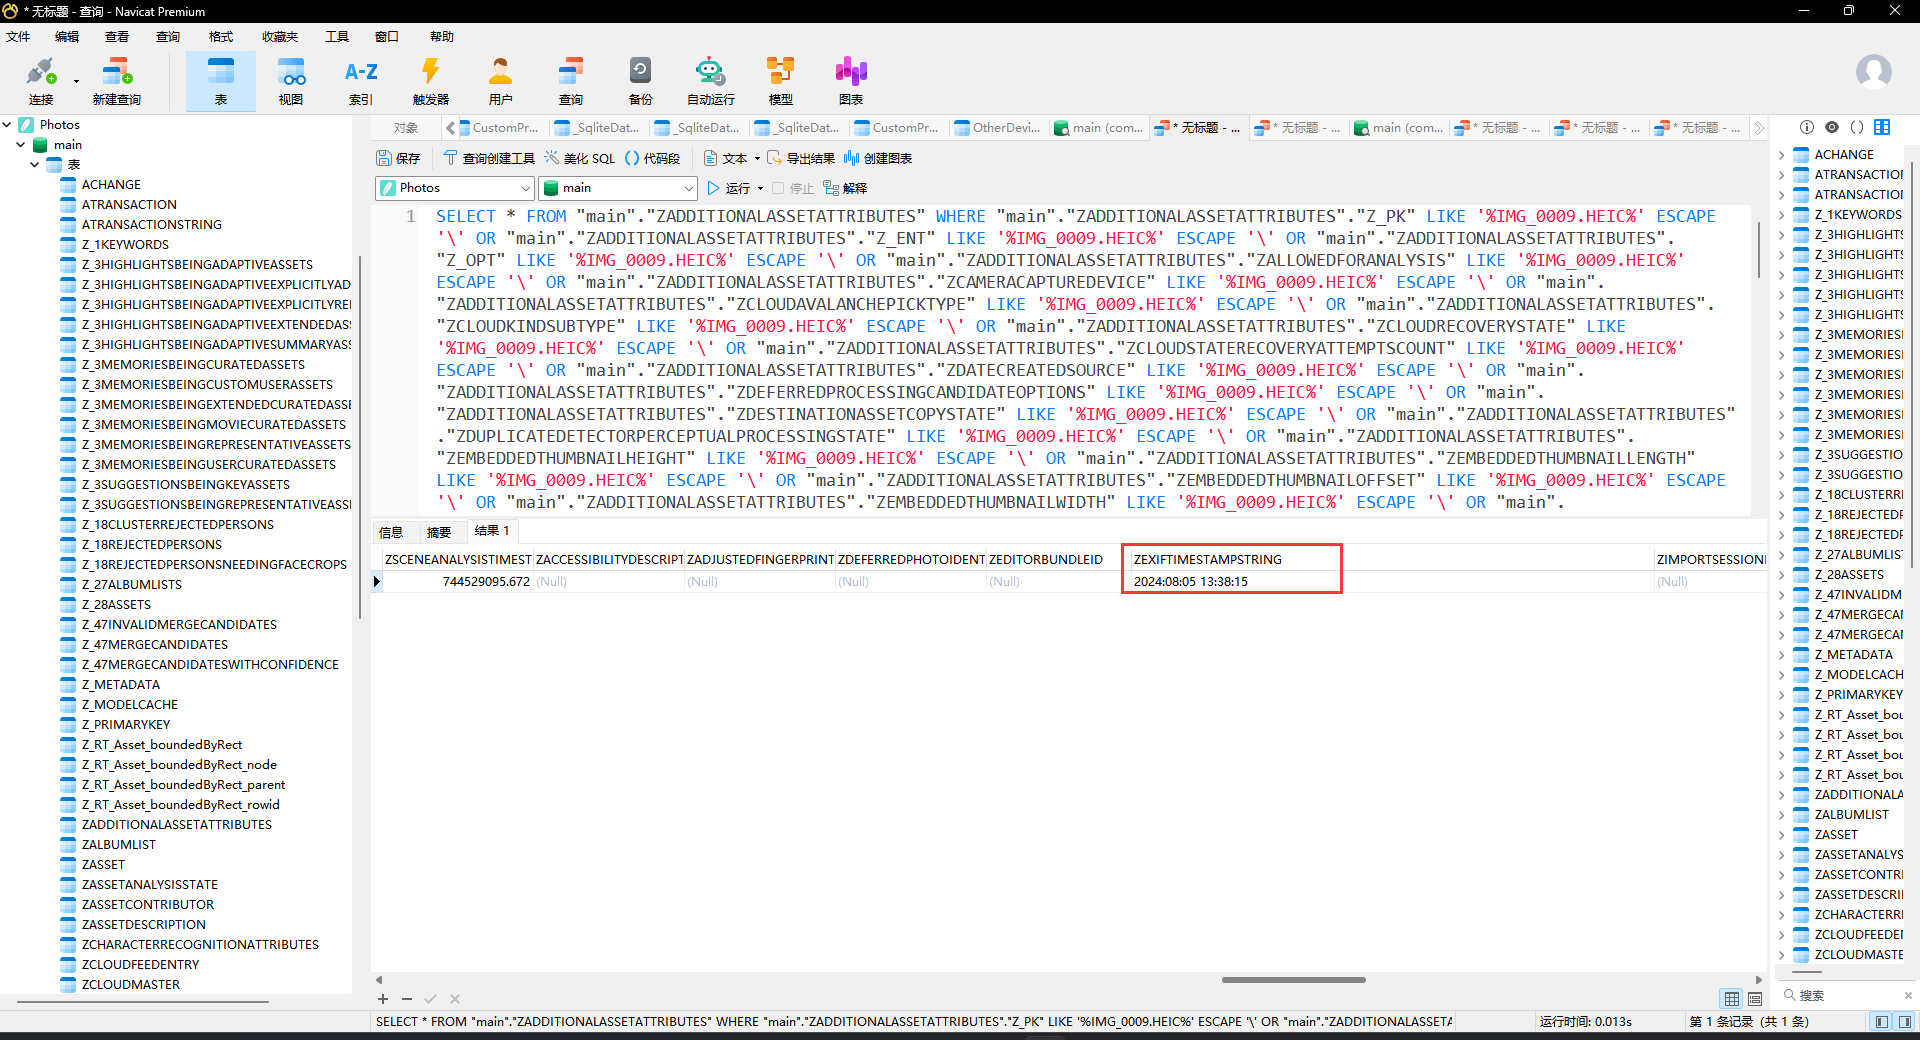 * 无标题 - 查询 - Navicat Premium
文件 编辑 查看 查询 格式 收藏夹 工具 窗口 帮助
连接 新建查询 表 视图 A-Z 索引 触发器 用户 查询 备份 自动运行 模型 图表
Photos
main
表
ACHANGE
ATRANSACTION
ATRANSACTIONSTRING
Z_1KEYWORDS
Z_3HIGHLIGHTSBEINGADAPTIVEASSETS
Z_3HIGHLIGHTSBEINGADAPTIVEEXPLICITLYAD
Z_3HIGHLIGHTSBEINGADAPTIVEEXPLICITLYREI
Z_3HIGHLIGHTSBEINGADAPTIVEEXTENDEDAS
Z_3HIGHLIGHTSBEINGADAPTIVESUMMARYAS
Z_3MEMORIESBEINGCURATEDASSETS
Z_3MEMORIESBEINGCUSTOMUSERASSETS
Z_3MEMORIESBEINGEXTENDEDCURATEDASSE
Z_3MEMORIESBEINGMOVIECURATEDASSETS
Z_3MEMORIESBEINGREPRESENTATIVEASSETS
Z_3MEMORIESBEINGUSERCURATEDASSETS
Z_3SUGGESTIONSBEINGKEYASSETS
Z_3SUGGESTIONSBEINGREPRESENTATIVEASSI
Z_18CLUSTERREJECTEDPERSONS
Z_18REJECTEDPERSONS
Z_18REJECTEDPERSONSNEEDINGFACECROPS
Z_27ALBUMLISTS
Z_28ASSETS
Z_47INVALIDMERGECANDIDATES
Z_47MERGECANDIDATES
Z_47MERGECANDIDATESWITHCONFIDENCE
Z_METADATA
Z_MODELCACHE
Z_PRIMARYKEY
Z_RT_Asset_boundedByRect
Z_RT_Asset_boundedByRect_node
Z_RT_Asset_boundedByRect_parent
Z_RT_Asset_boundedByRect_rowid
ZADDITIONALASSETATTRIBUTES
ZALBUMLIST
ZASSET
ZASSETANALYSISSTATE
ZASSETCONTRIBUTOR
ZASSETDESCRIPTION
ZCHARACTERRECOGNITIONATTRIBUTES
ZCLOUDFEEDENTRY
ZCLOUDMASTER
对象 CustomPr... _SqliteDat... _SqliteDat... _SqliteDat... CustomPr... OtherDevi... main (com... * 无标题 - ... * 无标题 - ... main (com... * 无标题 - ... * 无标题 - ... * 无标题 - ...
保存 查询创建工具 美化 SQL () 代码段 文本 导出结果 创建图表
Photos main 运行 停止 解释
1 SELECT * FROM "main"."ZADDITIONALASSETATTRIBUTES" WHERE "main"."ZADDITIONALASSETATTRIBUTES"."Z_PK" LIKE '%IMG_0009.HEIC%' ESCAPE
'\' OR "main"."ZADDITIONALASSETATTRIBUTES"."Z_ENT" LIKE '%IMG_0009.HEIC%' ESCAPE '\' OR "main"."ZADDITIONALASSETATTRIBUTES".
"Z_OPT" LIKE '%IMG_0009.HEIC%' ESCAPE '\' OR "main"."ZADDITIONALASSETATTRIBUTES"."ZALLOWEDFORANALYSIS" LIKE '%IMG_0009.HEIC%'
ESCAPE '\' OR "main"."ZADDITIONALASSETATTRIBUTES"."ZCAMERACAPTUREDEVICE" LIKE '%IMG_0009.HEIC%' ESCAPE '\' OR "main".
"ZADDITIONALASSETATTRIBUTES"."ZCLOUDAVALANCHEPICKTYPE" LIKE '%IMG_0009.HEIC%' ESCAPE '\' OR "main"."ZADDITIONALASSETATTRIBUTES".
"ZCLOUDKINDSUBTYPE" LIKE '%IMG_0009.HEIC%' ESCAPE '\' OR "main"."ZADDITIONALASSETATTRIBUTES"."ZCLOUDRECOVERYSTATE" LIKE
'%IMG_0009.HEIC%' ESCAPE '\' OR "main"."ZADDITIONALASSETATTRIBUTES"."ZCLOUDSTATERECOVERYATTEMPTSCOUNT" LIKE '%IMG_0009.HEIC%'
ESCAPE '\' OR "main"."ZADDITIONALASSETATTRIBUTES"."ZDATECREATEDSOURCE" LIKE '%IMG_0009.HEIC%' ESCAPE '\' OR "main".
"ZADDITIONALASSETATTRIBUTES"."ZDEFERREDPROCESSINGCANDIDATEOPTIONS" LIKE '%IMG_0009.HEIC%' ESCAPE '\' OR "main".
"ZADDITIONALASSETATTRIBUTES"."ZDESTINATIONASSETCOPYSTATE" LIKE '%IMG_0009.HEIC%' ESCAPE '\' OR "main"."ZADDITIONALASSETATTRIBUTES"
."ZDUPLICATEDETECTORPERCEPTUALPROCESSINGSTATE" LIKE '%IMG_0009.HEIC%' ESCAPE '\' OR "main"."ZADDITIONALASSETATTRIBUTES".
"ZEMBEDDEDTHUMBNAILHEIGHT" LIKE '%IMG_0009.HEIC%' ESCAPE '\' OR "main"."ZADDITIONALASSETATTRIBUTES"."ZEMBEDDEDTHUMBNAILLENGTH"
LIKE '%IMG_0009.HEIC%' ESCAPE '\' OR "main"."ZADDITIONALASSETATTRIBUTES"."ZEMBEDDEDTHUMBNAILOFFSET" LIKE '%IMG_0009.HEIC%' ESCAPE
'\' OR "main"."ZADDITIONALASSETATTRIBUTES"."ZEMBEDDEDTHUMBNAILWIDTH" LIKE '%IMG_0009.HEIC%' ESCAPE '\' OR "main".
信息 摘要 结果 1
ZSCENEANALYSISTIMEST ZACCESSIBILITYDESCRIPT ZADJUSTEDFINGERPRINT ZDEFERREDPHOTOIDENT ZEDITORBUNDLEID ZEXIFTIMESTAMPSTRING ZIMPORTSESSIONI
744529095.672 (Null) (Null) (Null) (Null) 2024:08:05 13:38:15 (Null)
SELECT * FROM "main"."ZADDITIONALASSETATTRIBUTES" WHERE "main"."ZADDITIONALASSETATTRIBUTES"."Z_PK" LIKE '%IMG_0009.HEIC%' ESCAPE '\' OR "main"."ZADDITIONALASSETA
运行时间: 0.013s
第 1 条记录 (共 1 条)
ACHANGE
ATRANSACTION
ATRANSACTION
Z_1KEYWORDS
Z_3HIGHLIGHTS
Z_3HIGHLIGHTS
Z_3HIGHLIGHTS
Z_3HIGHLIGHTS
Z_3HIGHLIGHTS
Z_3MEMORIESI
Z_3MEMORIESI
Z_3MEMORIESI
Z_3MEMORIESI
Z_3MEMORIESI
Z_3MEMORIESI
Z_3SUGGESTIO
Z_3SUGGESTIO
Z_18CLUSTERRI
Z_18REJECTEDP
Z_18REJECTEDP
Z_27ALBUMLIS
Z_28ASSETS
Z_47INVALIDM
Z_47MERGECAI
Z_47MERGECAI
Z_METADATA
Z_MODELCACH
Z_PRIMARYKEY
Z_RT_Asset_bou
Z_RT_Asset_bou
Z_RT_Asset_bou
Z_RT_Asset_bou
ZADDITIONALA
ZALBUMLIST
ZASSET
ZASSETANALYS
ZASSETCONTRI
ZASSETDESCRI
ZCHARACTERRI
ZCLOUDFEEDEI
ZCLOUDMASTE
搜索